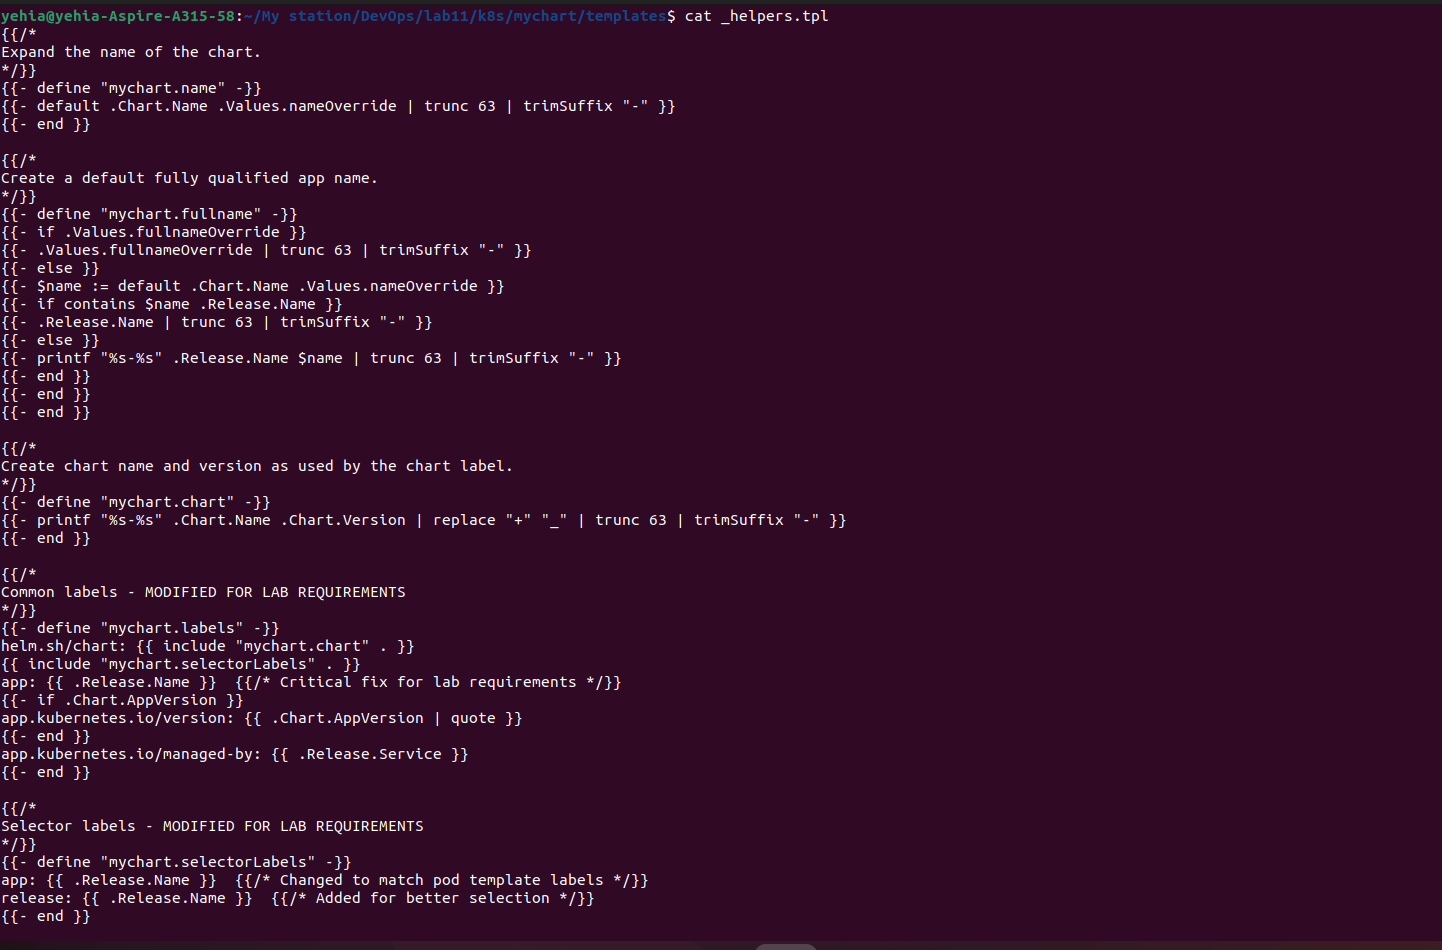 yehia@yehia-Aspire-A315-58:~/My station/DevOps/lab11/k8s/mychart/templates$ cat _helpers.tpl
{{/*
Expand the name of the chart.
*/}}
{{- define "mychart.name" -}}
{{- default .Chart.Name .Values.nameOverride | trunc 63 | trimSuffix "-" }}
{{- end }}

{{/*
Create a default fully qualified app name.
*/}}
{{- define "mychart.fullname" -}}
{{- if .Values.fullnameOverride }}
{{- .Values.fullnameOverride | trunc 63 | trimSuffix "-" }}
{{- else }}
{{- $name := default .Chart.Name .Values.nameOverride }}
{{- if contains $name .Release.Name }}
{{- .Release.Name | trunc 63 | trimSuffix "-" }}
{{- else }}
{{- printf "%s-%s" .Release.Name $name | trunc 63 | trimSuffix "-" }}
{{- end }}
{{- end }}
{{- end }}

{{/*
Create chart name and version as used by the chart label.
*/}}
{{- define "mychart.chart" -}}
{{- printf "%s-%s" .Chart.Name .Chart.Version | replace "+" "_" | trunc 63 | trimSuffix "-" }}
{{- end }}

{{/*
Common labels - MODIFIED FOR LAB REQUIREMENTS
*/}}
{{- define "mychart.labels" -}}
helm.sh/chart: {{ include "mychart.chart" . }}
{{ include "mychart.selectorLabels" . }}
app: {{ .Release.Name }}  {{/* Critical fix for lab requirements */}}
{{- if .Chart.AppVersion }}
app.kubernetes.io/version: {{ .Chart.AppVersion | quote }}
{{- end }}
app.kubernetes.io/managed-by: {{ .Release.Service }}
{{- end }}

{{/*
Selector labels - MODIFIED FOR LAB REQUIREMENTS
*/}}
{{- define "mychart.selectorLabels" -}}
app: {{ .Release.Name }}  {{/* Changed to match pod template labels */}}
release: {{ .Release.Name }}  {{/* Added for better selection */}}
{{- end }}